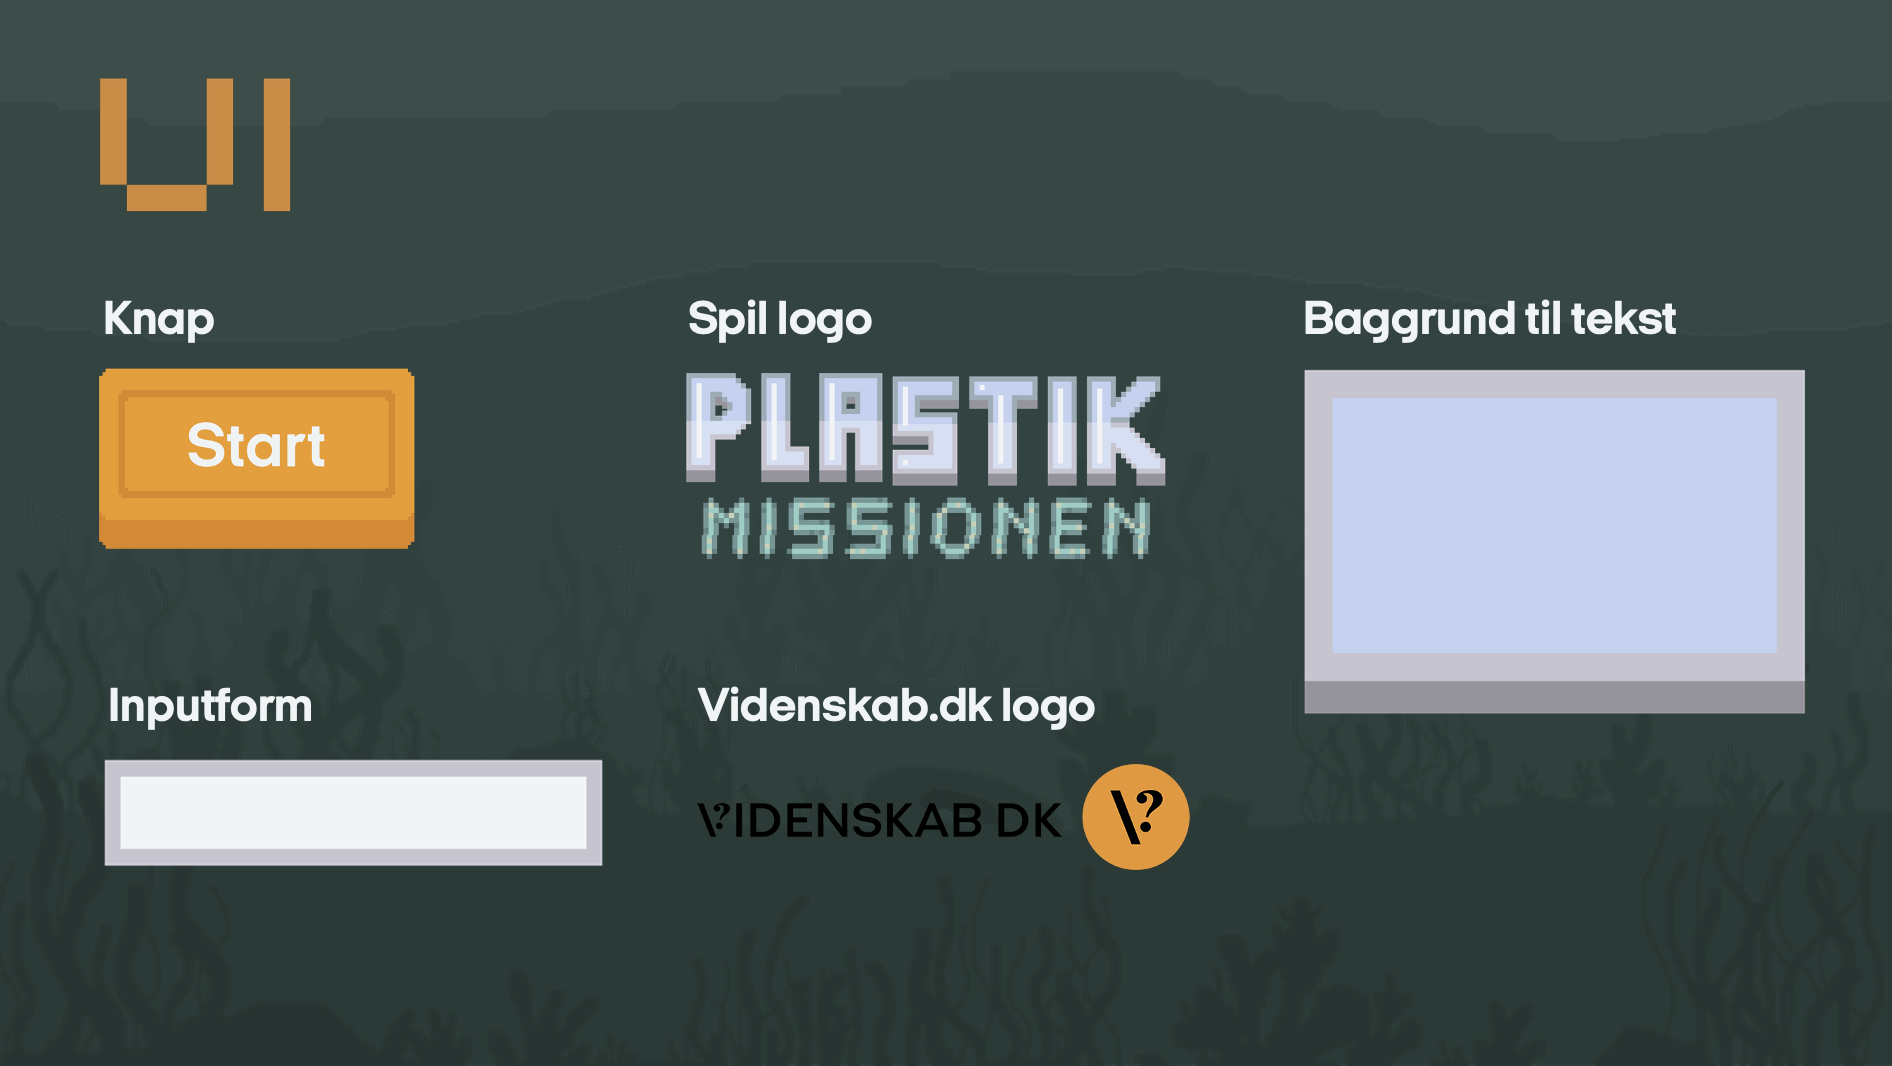 UI
Knap
Start
Spil logo
PLASTIK
MISSIONEN
Baggrund til tekst
Inputform
Videnskab.dk logo
\?IDENSKAB DK
\?